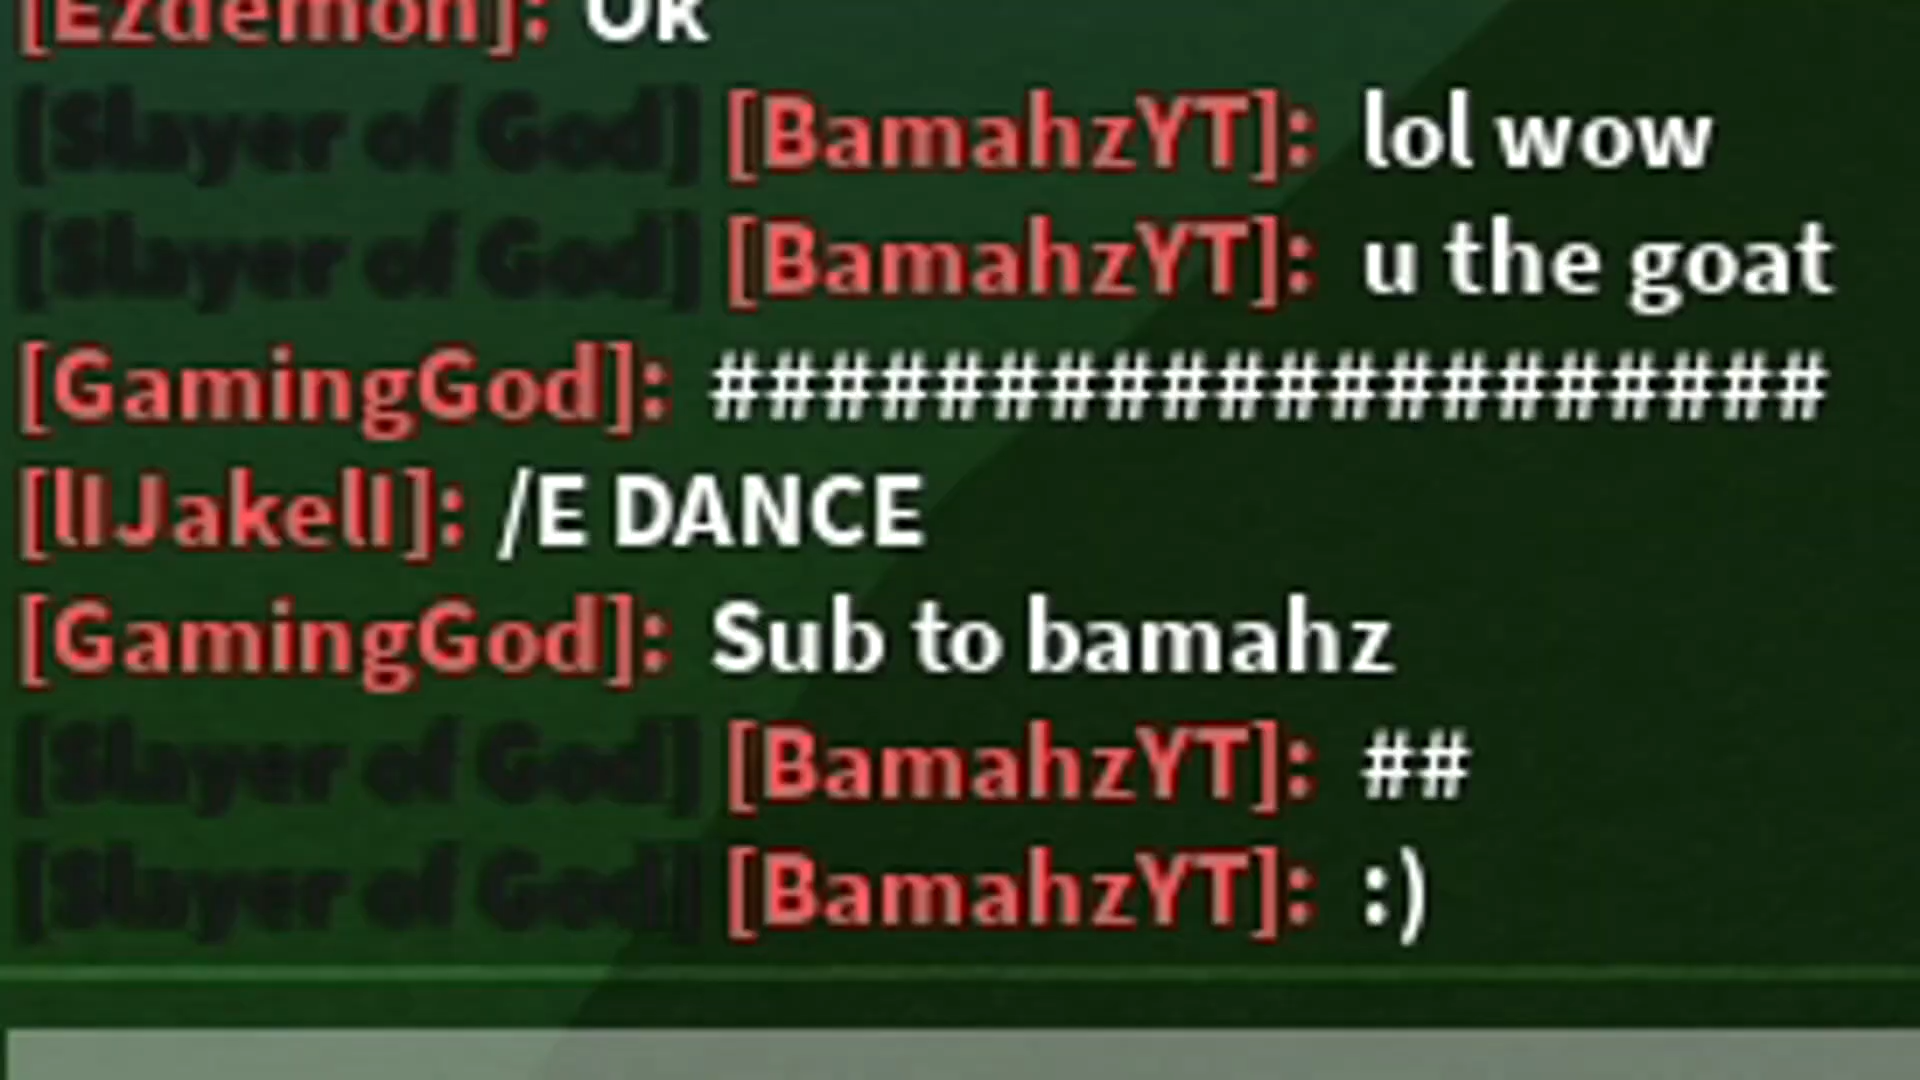 [Ezdemon]: Ok
[Slayer of God] [BamahzYT]: lol wow
[Slayer of God] [BamahzYT]: u the goat
[GamingGod]: ####################
[lIJakelI]: /E DANCE
[GamingGod]: Sub to bamahz
[Slayer of God] [BamahzYT]: ##
[Slayer of God] [BamahzYT]: :)